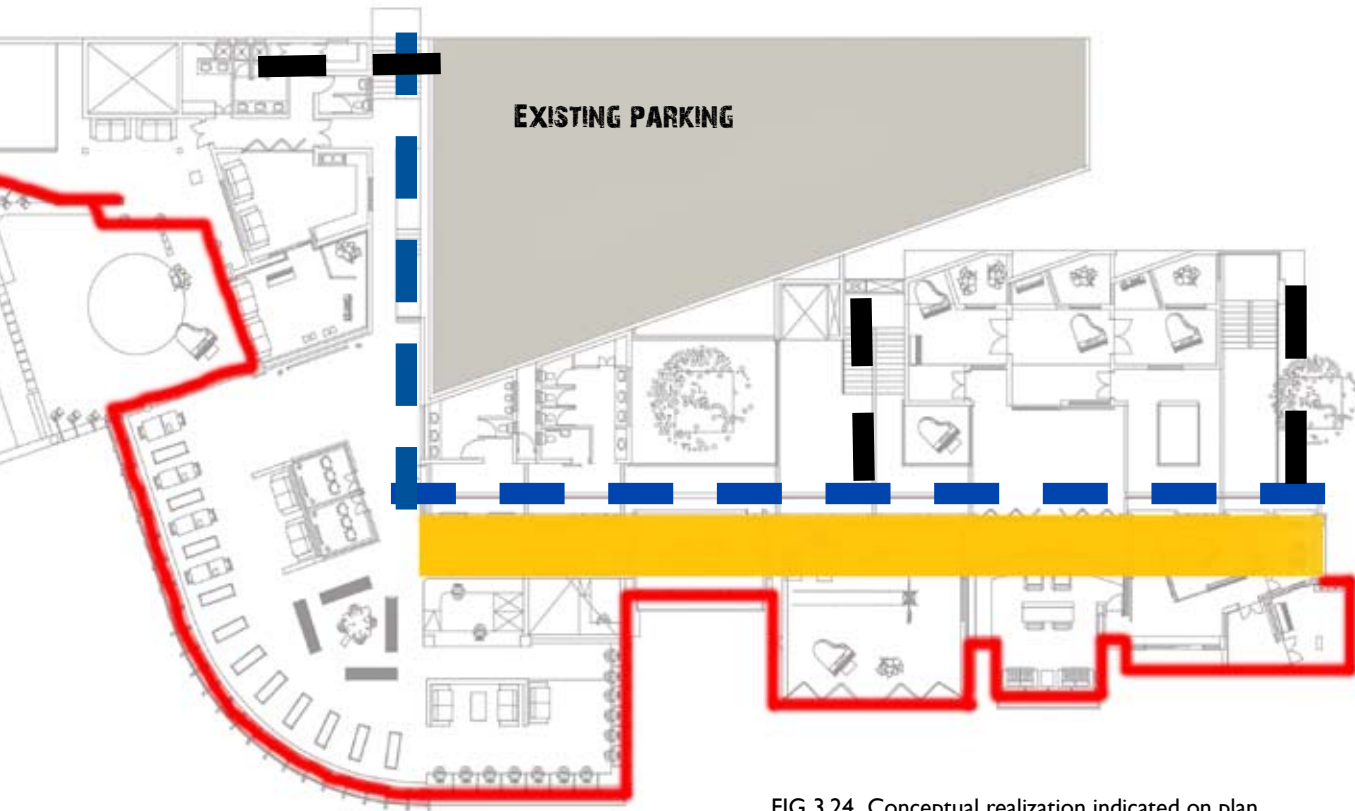 EXISTING PARKING
FIG 3.24 Conceptual realization indicated on plan